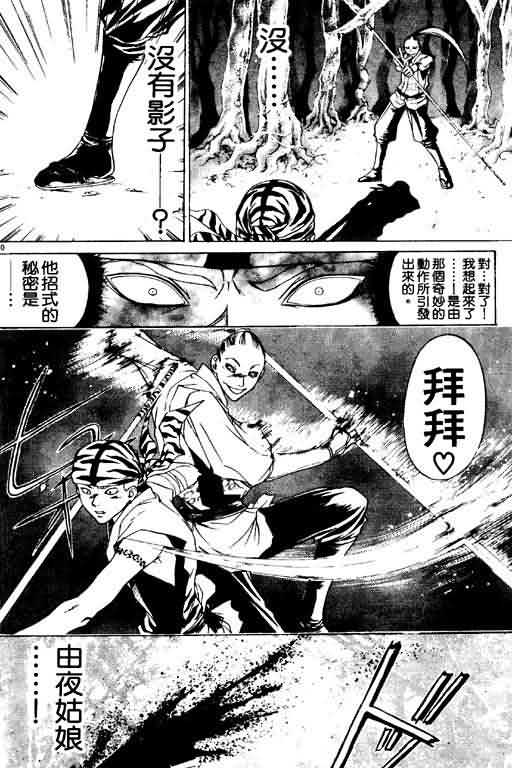 沒
……
沒有影子——？
對…對了！
我想起來了
……！是由
那個奇妙的
動作所引發
出來的。
他招式的
秘密是
……
拜
拜♡
由夜姑娘
……！